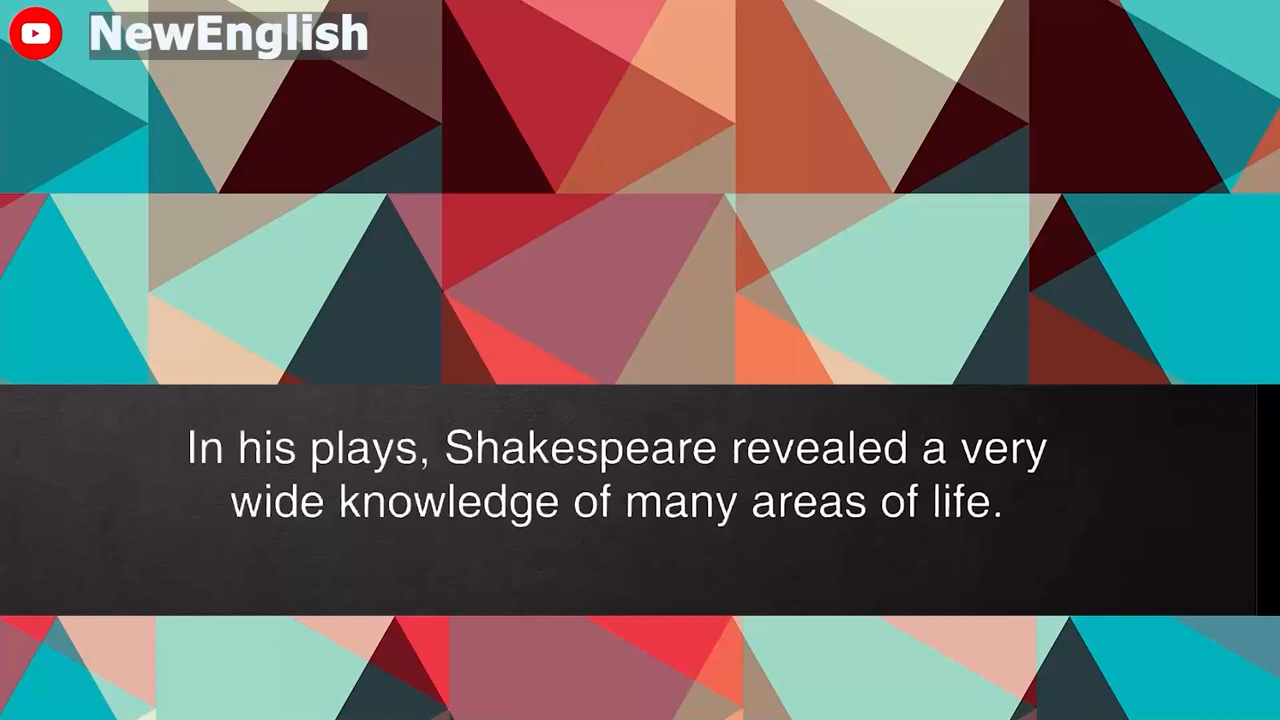 NewEnglish
In his plays, Shakespeare revealed a very
wide knowledge of many areas of life.